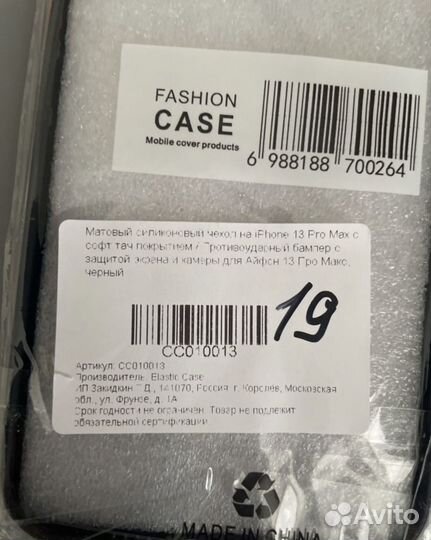 FASHION
CASE
Mobile cover products
6 988188 700264
Матовый силиконовый чехол на iPhone 13 Pro Max с
софт тач покрытием / Противоударный бампер с
защитой экрана и камеры для Айфон 13 Про Макс,
черный
19
CC010013
Артикул: CC010013
Производитель: Elastic Case
ИП Закидкин Г.Д., 141070, Россия, г. Королёв, Московская
обл., ул. Фрунзе, д. 1А
Срок годности не ограничен. Товар не подлежит
обязательной сертификации
MADE IN CHINA
Avito